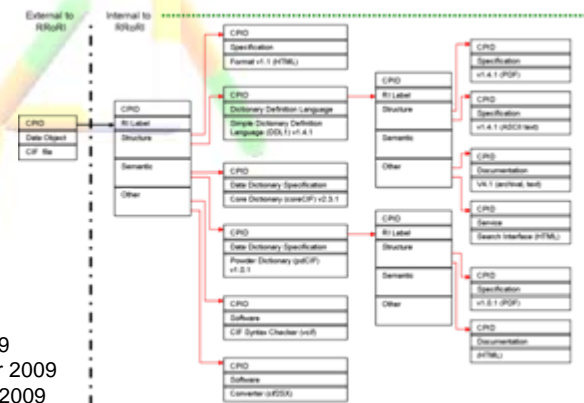 External to
RRoRI
Internal to
RRoRI
CPID
Data Object
CIF file
CPID
RI Label
Structure
Semantic
Other
CPID
Specification
Format v1.1 (HTML)
CPID
Dictionary Definition Language
Simple Dictionary Definition
Language (DDL1) v1.4.1
CPID
Data Dictionary Specification
Core Dictionary (coreCIF) v2.3.1
CPID
Data Dictionary Specification
Powder Dictionary (pdCIF)
v1.0.1
CPID
Software
CIF Syntax Checker (vcif)
CPID
Software
Converter (cif2SX)
CPID
RI Label
Structure
Semantic
Other
CPID
RI Label
Structure
Semantic
Other
CPID
Specification
v1.4.1 (PDF)
CPID
Specification
v1.4.1 (ASCII text)
CPID
Documentation
V4.1 (archival, text)
CPID
Service
Search Interface (HTML)
CPID
Specification
v1.0.1 (PDF)
CPID
Documentation
(HTML)
9
r 2009
2009